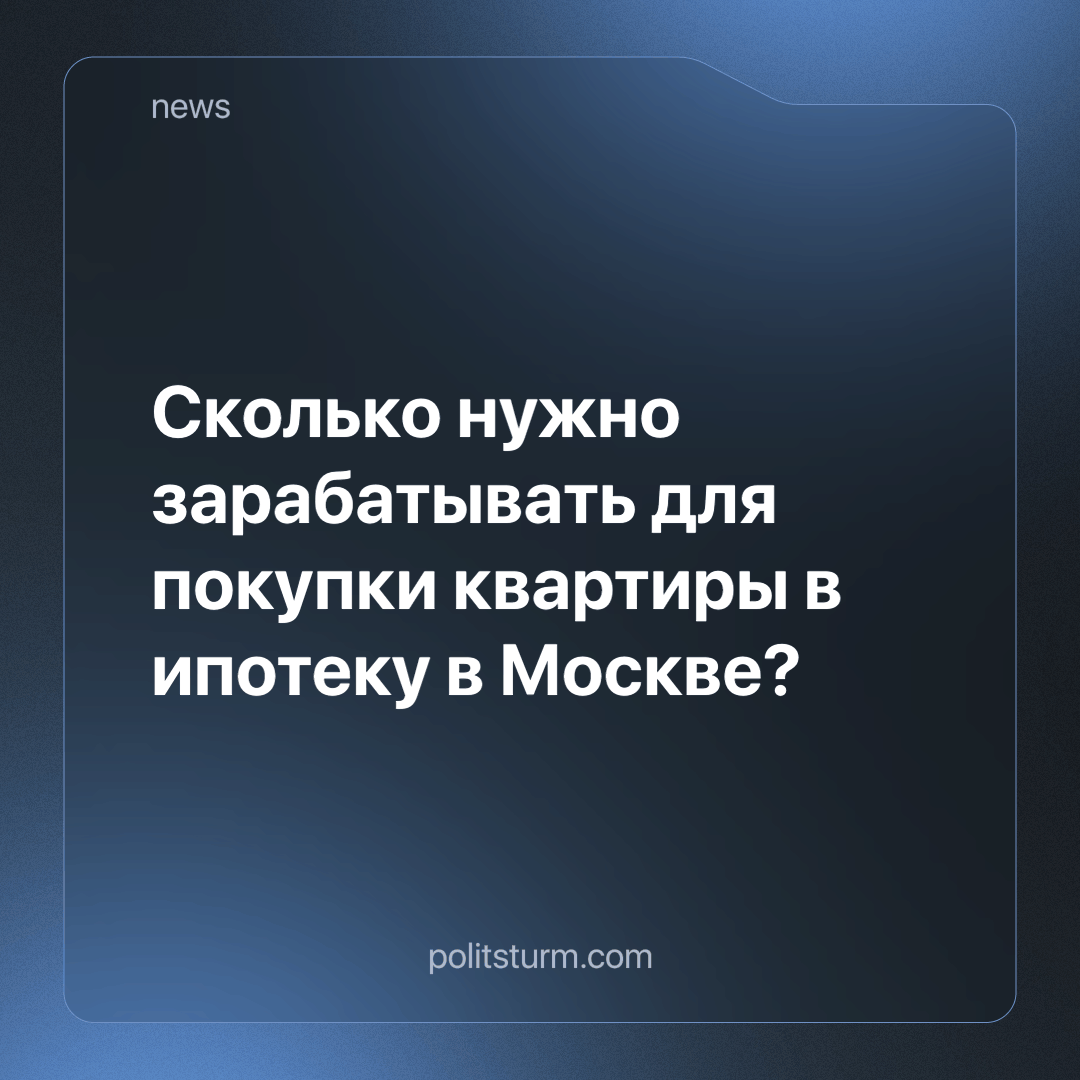 news
Сколько нужно
зарабатывать для
покупки квартиры в
ипотеку в Москве?
politsturm.com